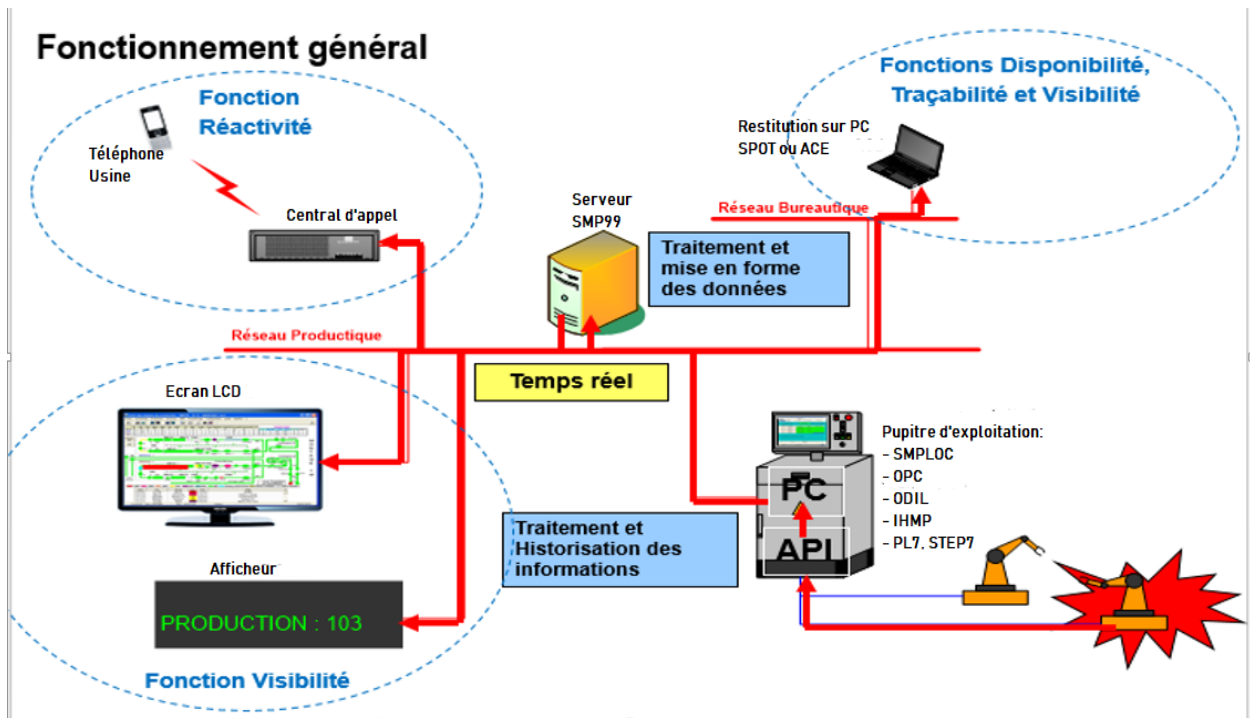 Fonctionnement général
Fonction
Réactivité
Téléphone
Usine
Central d'appel
Fonctions Disponibilité,
Traçabilité et Visibilité
Restitution sur PC
SPOT ou ACE
Réseau Bureautique
Serveur
SMP99
Traitement et
mise en forme
des données
Réseau Productique
Temps réel
Ecran LCD
Afficheur
PRODUCTION : 103
Fonction Visibilité
Traitement et
Historisation des
informations
PC
API
Pupitre d'exploitation:
- SMPLOC
- OPC
- ODIL
- IHMP
- PL7, STEP7